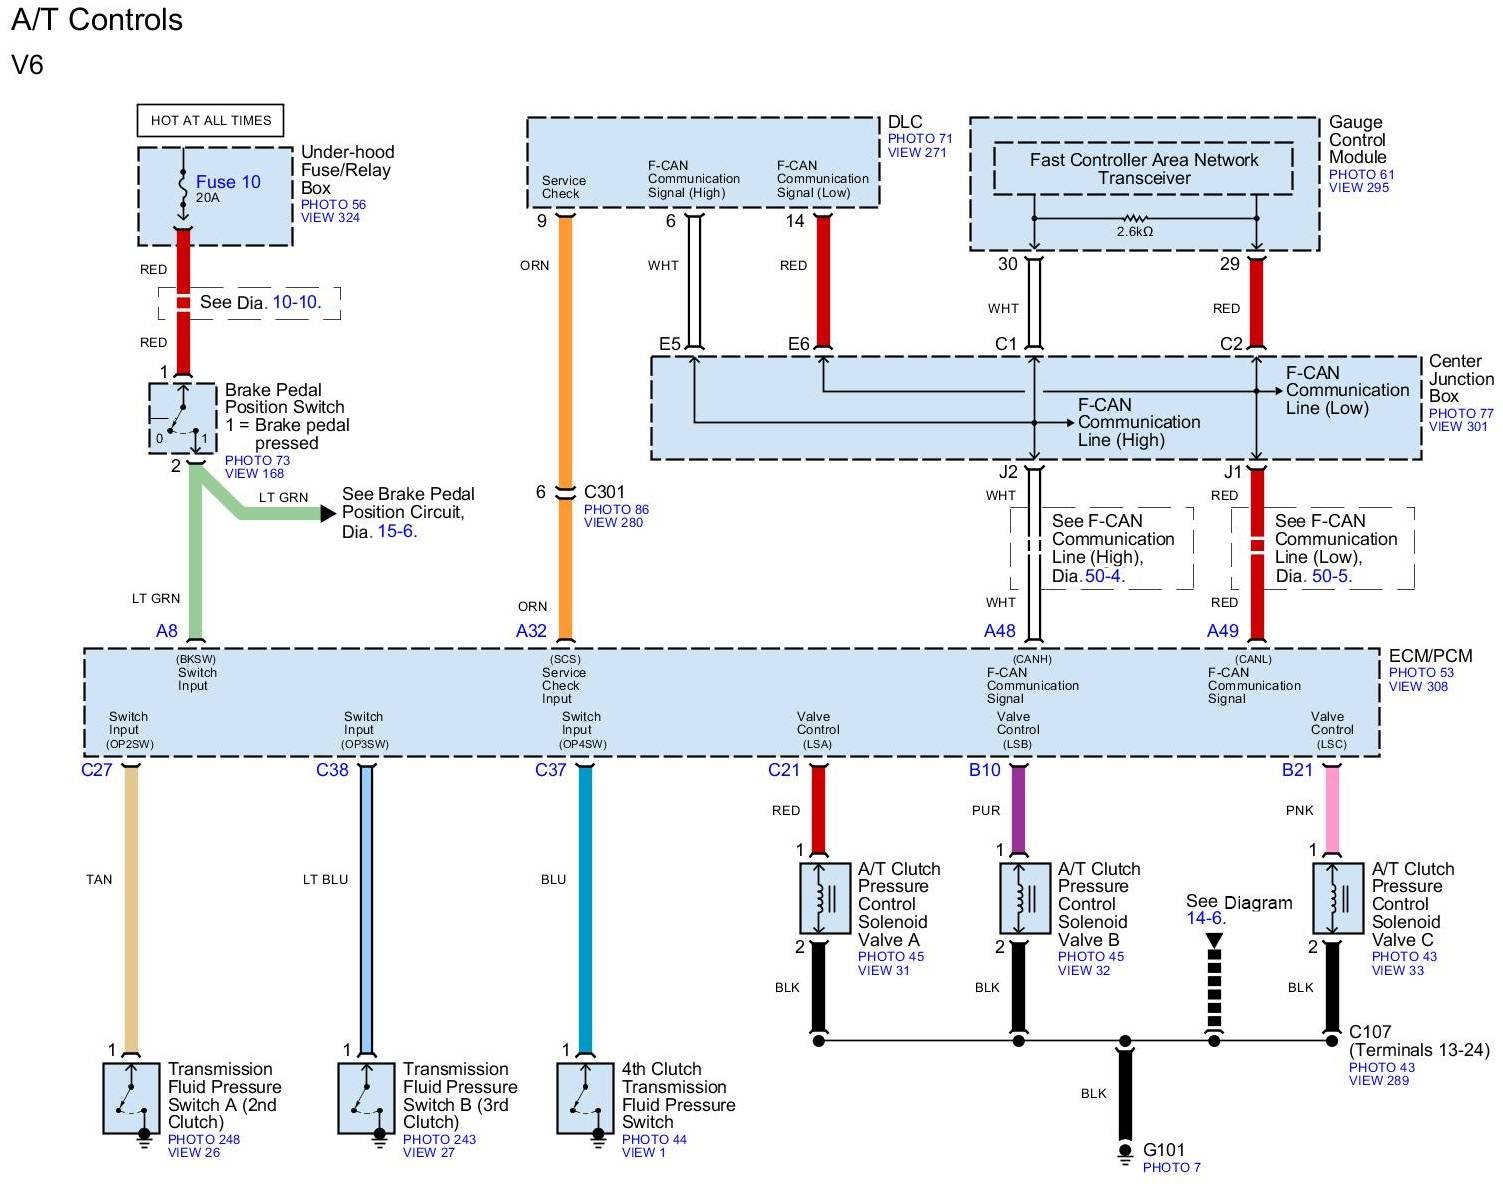 A/T Controls
V6
HOT AT ALL TIMES
Under-hood
Fuse/Relay
Box
PHOTO 56
VIEW 324
Fuse 10
20A
RED
See Dia. 10-10.
RED
1
Brake Pedal
Position Switch
1 = Brake pedal
pressed
PHOTO 73
VIEW 168
0
1
2
LT GRN
See Brake Pedal
Position Circuit,
Dia. 15-6.
LT GRN
A8
DLC
PHOTO 71
VIEW 271
Service
Check
F-CAN
Communication
Signal (High)
F-CAN
Communication
Signal (Low)
9
6
14
ORN
WHT
RED
E5
E6
6
C301
PHOTO 86
VIEW 280
ORN
A32
Gauge
Control
Module
PHOTO 61
VIEW 295
Fast Controller Area Network
Transceiver
2.6kΩ
30
29
WHT
RED
C1
C2
Center
Junction
Box
PHOTO 77
VIEW 301
F-CAN
Communication
Line (Low)
F-CAN
Communication
Line (High)
J2
J1
WHT
RED
See F-CAN
Communication
Line (High),
Dia.50-4.
See F-CAN
Communication
Line (Low),
Dia. 50-5.
WHT
RED
A48
A49
ECM/PCM
PHOTO 53
VIEW 308
(BKSW)
Switch
Input
(SCS)
Service
Check
Input
(CANH)
F-CAN
Communication
Signal
(CANL)
F-CAN
Communication
Signal
Switch
Input
(OP2SW)
Switch
Input
(OP3SW)
Switch
Input
(OP4SW)
Valve
Control
(LSA)
Valve
Control
(LSB)
Valve
Control
(LSC)
C27
C38
C37
C21
B10
B21
RED
PUR
PNK
TAN
LT BLU
BLU
1
1
1
A/T Clutch
Pressure
Control
Solenoid
Valve A
PHOTO 45
VIEW 31
A/T Clutch
Pressure
Control
Solenoid
Valve B
PHOTO 45
VIEW 32
See Diagram
14-6.
A/T Clutch
Pressure
Control
Solenoid
Valve C
PHOTO 43
VIEW 33
2
2
2
BLK
BLK
BLK
C107
(Terminals 13-24)
PHOTO 43
VIEW 289
1
1
1
Transmission
Fluid Pressure
Switch A (2nd
Clutch)
PHOTO 248
VIEW 26
Transmission
Fluid Pressure
Switch B (3rd
Clutch)
PHOTO 243
VIEW 27
4th Clutch
Transmission
Fluid Pressure
Switch
PHOTO 44
VIEW 1
BLK
G101
PHOTO 7